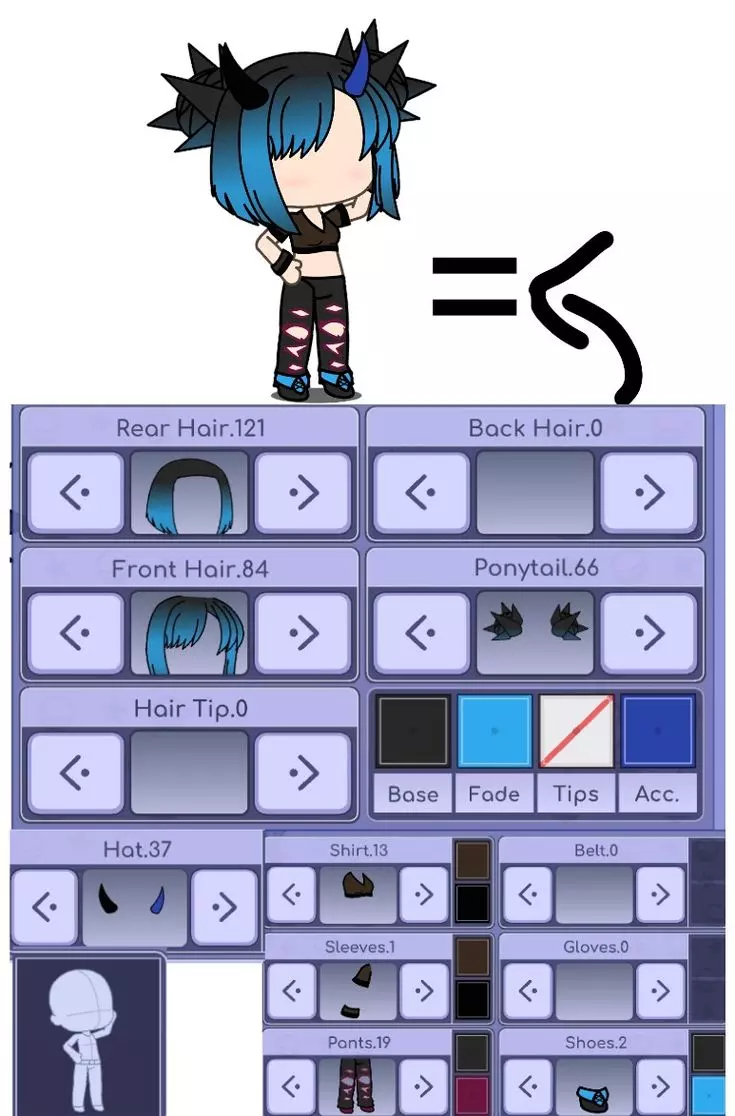 =
Rear Hair.121
Back Hair.0
Front Hair.84
Ponytail.66
Hair Tip.0
Base Fade Tips Acc.
Hat.37
Shirt.13
Belt.0
Sleeves.1
Gloves.0
Pants.19
Shoes.2